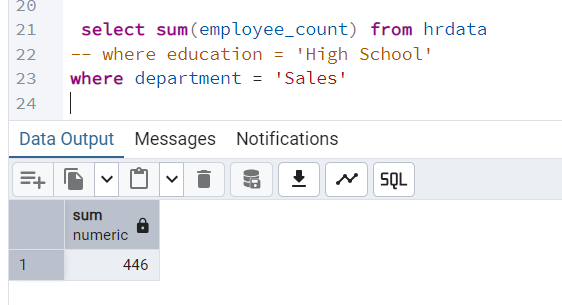 20
21 select sum(employee_count) from hrdata
22 -- where education = 'High School'
23 where department = 'Sales'
24
Data Output Messages Notifications
SQL
sum
numeric
1 446